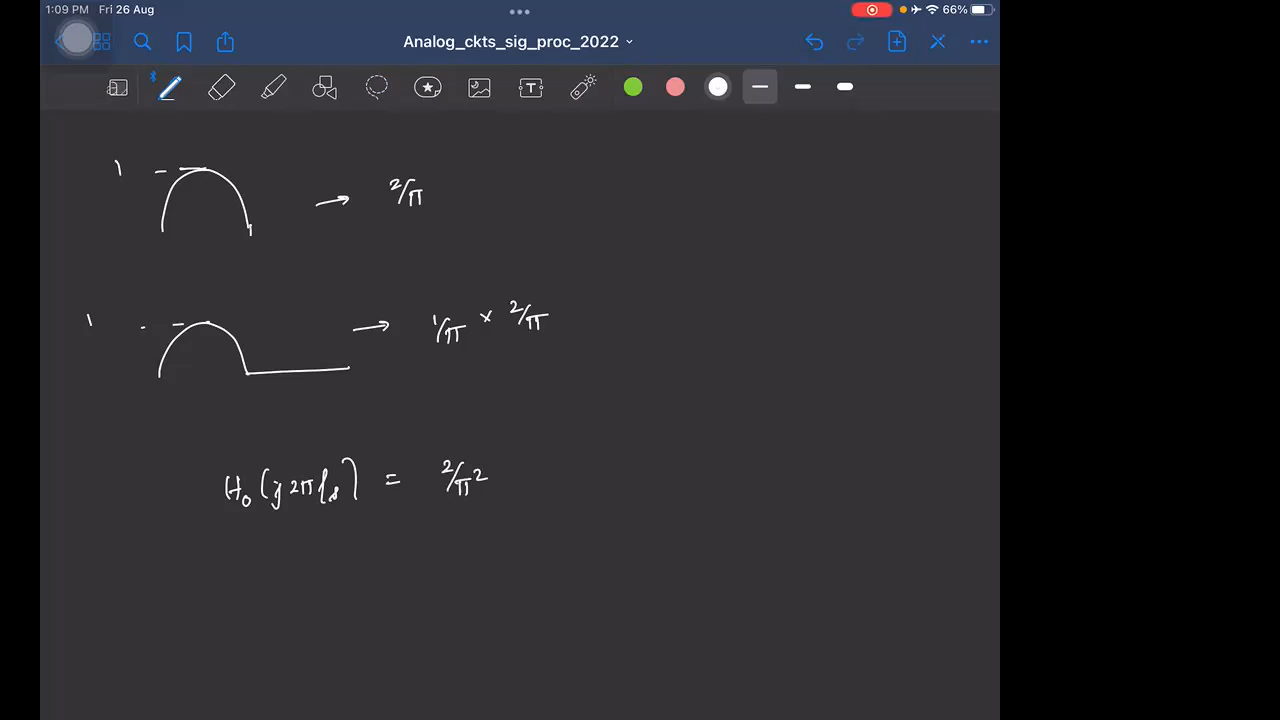 1:09 PM Fri 26 Aug
66%
Analog_ckts_sig_proc_2022
T
1 → 2/π
1 → 1/π × 2/π
H₀(j2πfₛ) = 2/π²